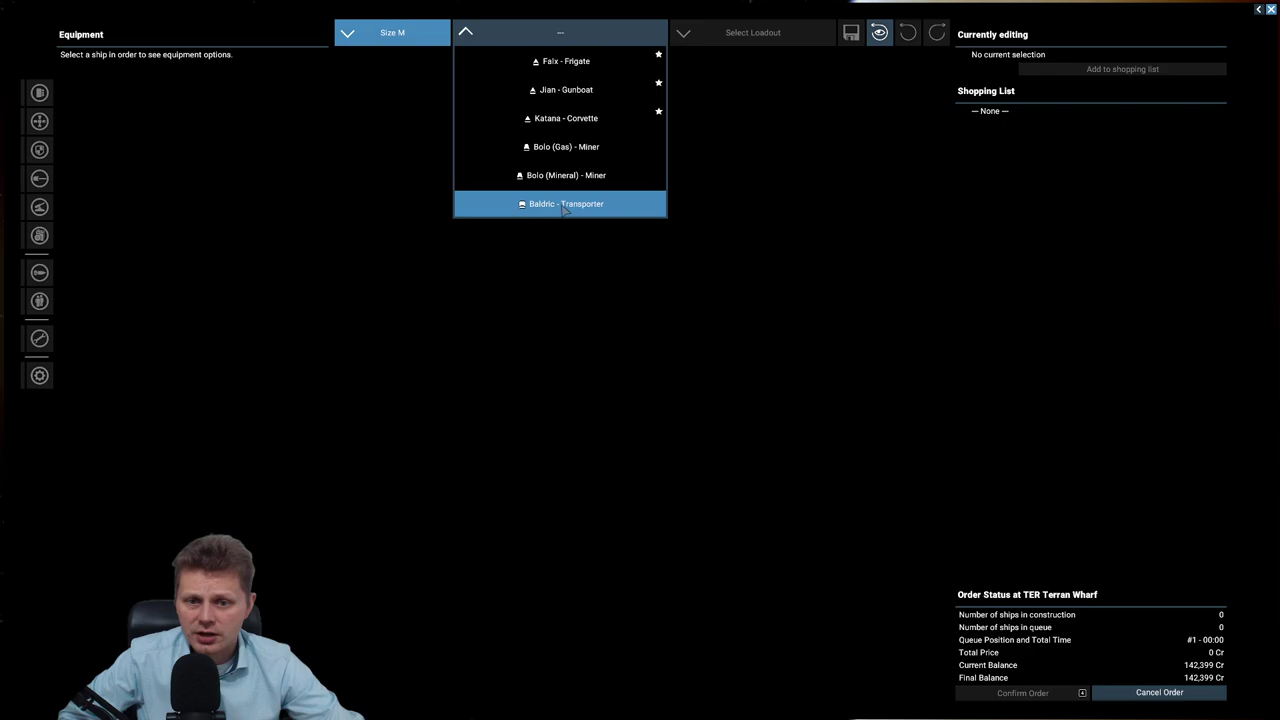 Equipment
Select a ship in order to see equipment options.
Size M
---
Select Loadout
Falx - Frigate
Jian - Gunboat
Katana - Corvette
Bolo (Gas) - Miner
Bolo (Mineral) - Miner
Baldric - Transporter
Currently editing
No current selection
Add to shopping list
Shopping List
--- None ---
Order Status at TER Terran Wharf
Number of ships in construction 0
Number of ships in queue 0
Queue Position and Total Time #1 - 00:00
Total Price 0 Cr
Current Balance 142,399 Cr
Final Balance 142,399 Cr
Confirm Order
Cancel Order